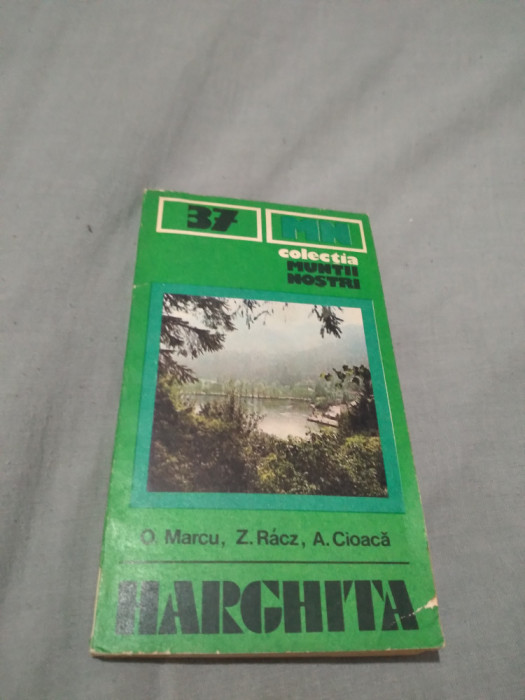 37
MN
colecția
MUNȚII
NOȘTRI
O. Marcu, Z. Rácz, A. Cioacă
HARGHITA